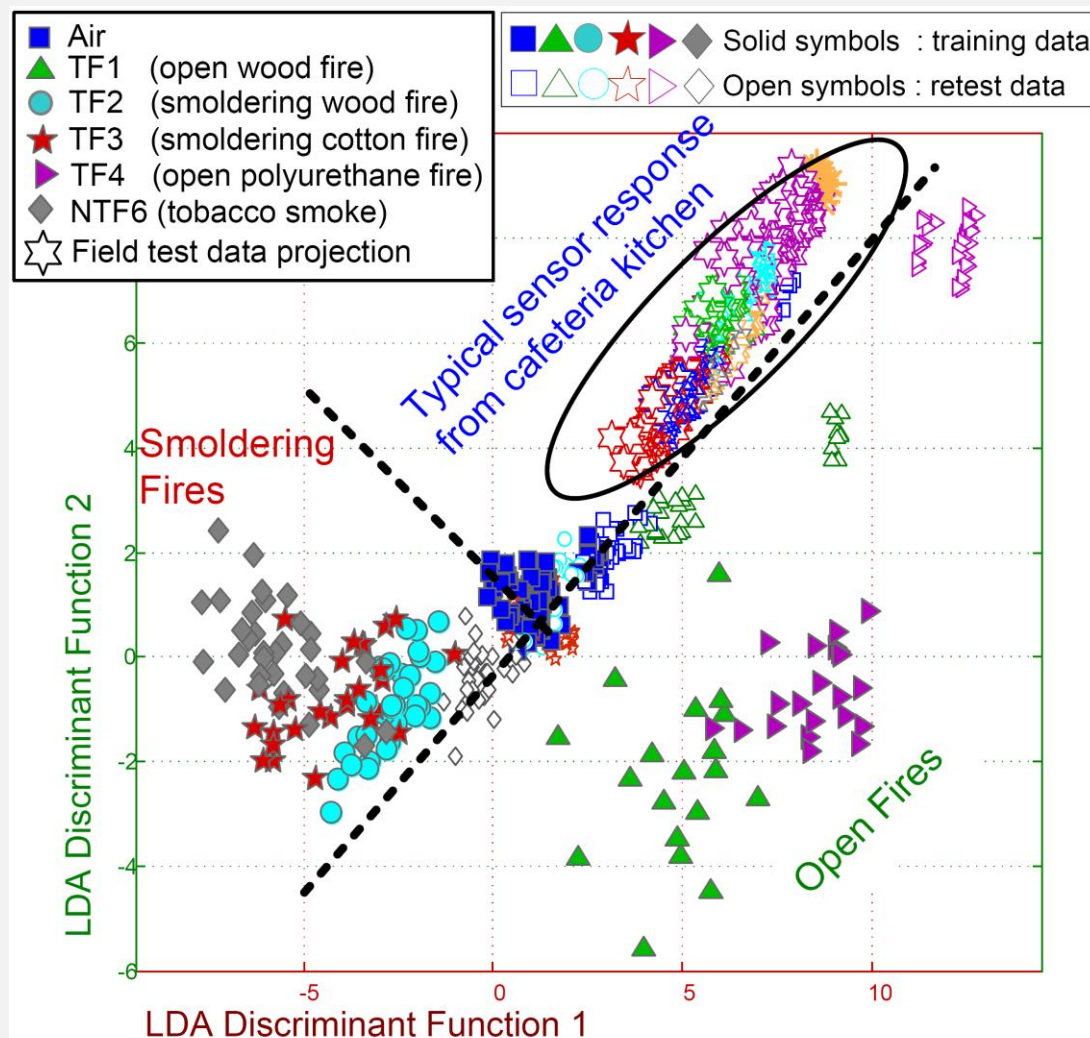 Air
TF1 (open wood fire)
TF2 (smoldering wood fire)
TF3 (smoldering cotton fire)
TF4 (open polyurethane fire)
NTF6 (tobacco smoke)
Field test data projection
Solid symbols : training data
Open symbols : retest data
Typical sensor response
from cafeteria kitchen
Smoldering
Fires
Open Fires
LDA Discriminant Function 2
6
4
2
0
-2
-4
-6
-5
0
5
10
LDA Discriminant Function 1